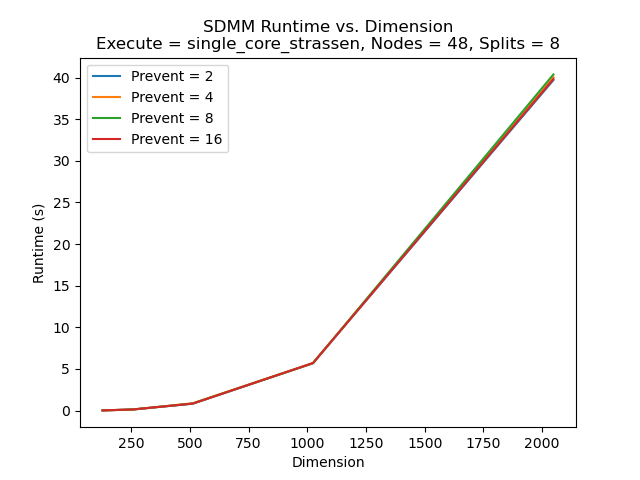 SDMM Runtime vs. Dimension
Execute = single_core_strassen, Nodes = 48, Splits = 8
Prevent = 2
Prevent = 4
Prevent = 8
Prevent = 16
Runtime (s)
40
35
30
25
20
15
10
5
0
250 500 750 1000 1250 1500 1750 2000
Dimension